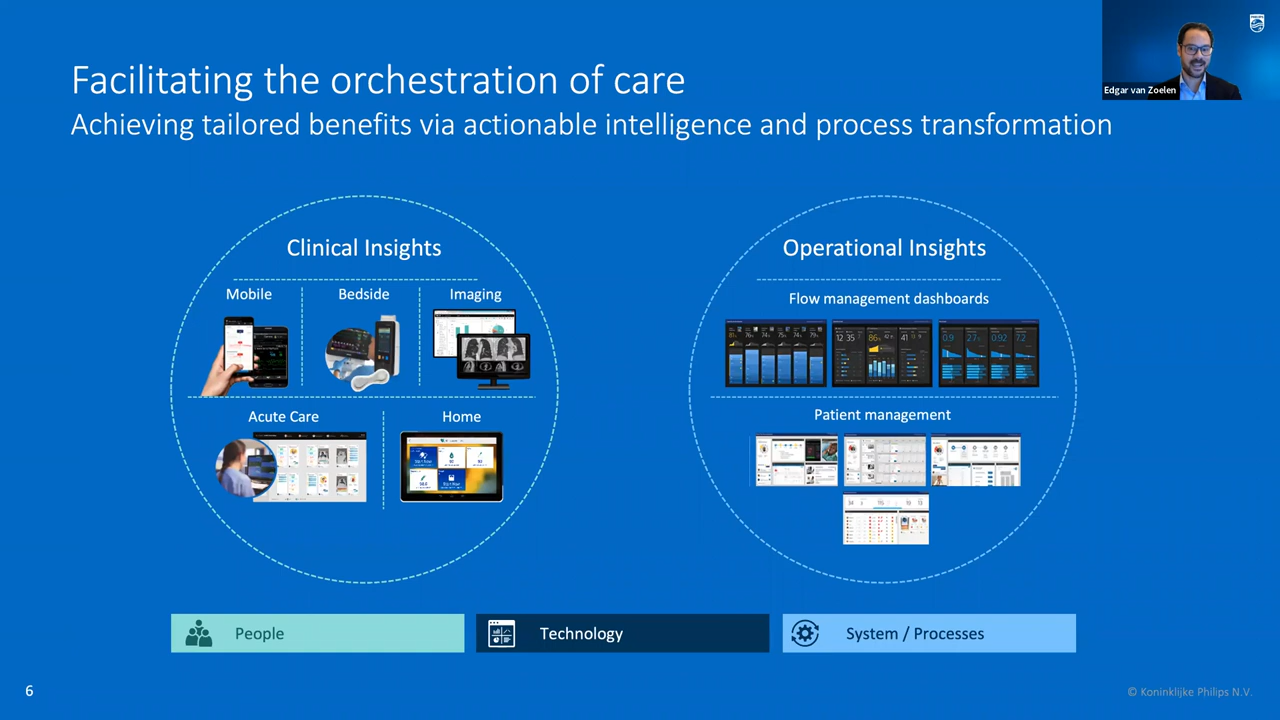 Facilitating the orchestration of care
Achieving tailored benefits via actionable intelligence and process transformation
Edgar van Zoelen
Clinical Insights
Mobile
Bedside
Imaging
Acute Care
Home
Operational Insights
Flow management dashboards
Patient management
People
Technology
System / Processes
6
© Koninklijke Philips N.V.